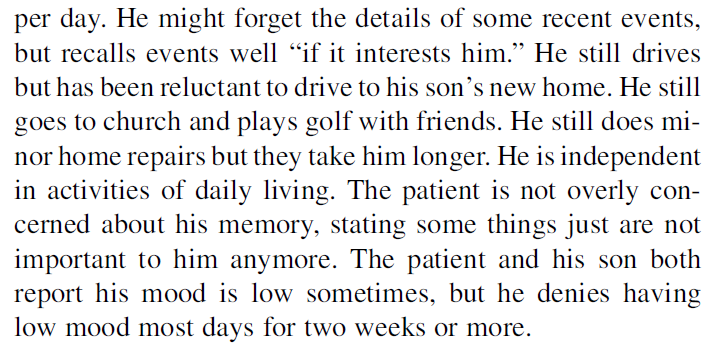 per day. He might forget the details of some recent events,
but recalls events well “if it interests him.” He still drives
but has been reluctant to drive to his son’s new home. He still
goes to church and plays golf with friends. He still does mi-
nor home repairs but they take him longer. He is independent
in activities of daily living. The patient is not overly con-
cerned about his memory, stating some things just are not
important to him anymore. The patient and his son both
report his mood is low sometimes, but he denies having
low mood most days for two weeks or more.